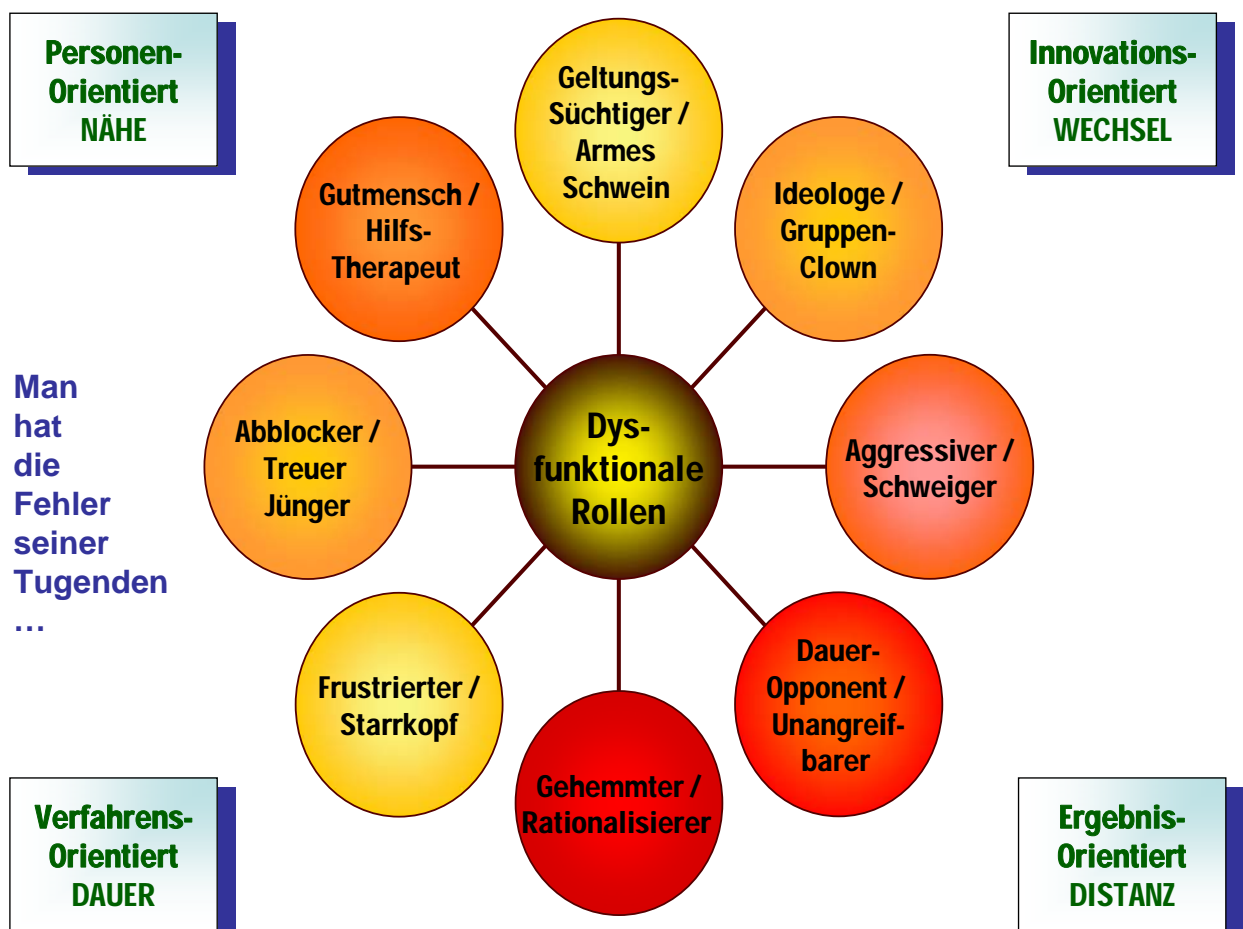 Personen-
Orientiert
NÄHE
Innovations-
Orientiert
WECHSEL
Geltungs-
Süchtiger /
Armes
Schwein
Gutmensch /
Hilfs-
Therapeut
Ideologe /
Gruppen-
Clown
Man
hat
die
Fehler
seiner
Tugenden
…
Abblocker /
Treuer
Jünger
Dys-
funktionale
Rollen
Aggressiver /
Schweiger
Frustrierter /
Starrkopf
Dauer-
Opponent /
Unangreif-
barer
Gehemmter /
Rationalisierer
Verfahrens-
Orientiert
DAUER
Ergebnis-
Orientiert
DISTANZ